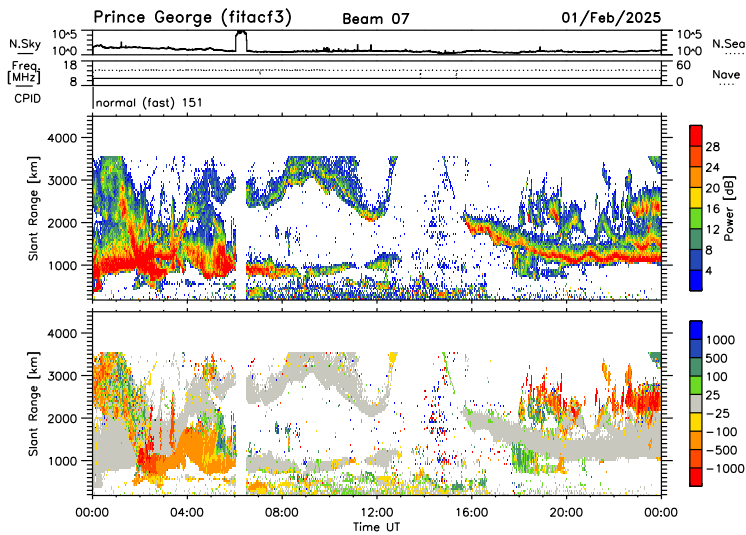 Prince George (fitacf3) Beam 07 01/Feb/2025
N.Sky 10^5 10^0 10^5 10^0 N.Sea
Freq. [MHz] 18 8 60 0 Nave
CPID normal (fast) 151
Slant Range [km] 4000 3000 2000 1000
Power [dB] 28 24 20 16 12 8 4
Slant Range [km] 4000 3000 2000 1000
1000 500 100 25 -25 -100 -500 -1000
00:00 04:00 08:00 12:00 16:00 20:00 00:00
Time UT